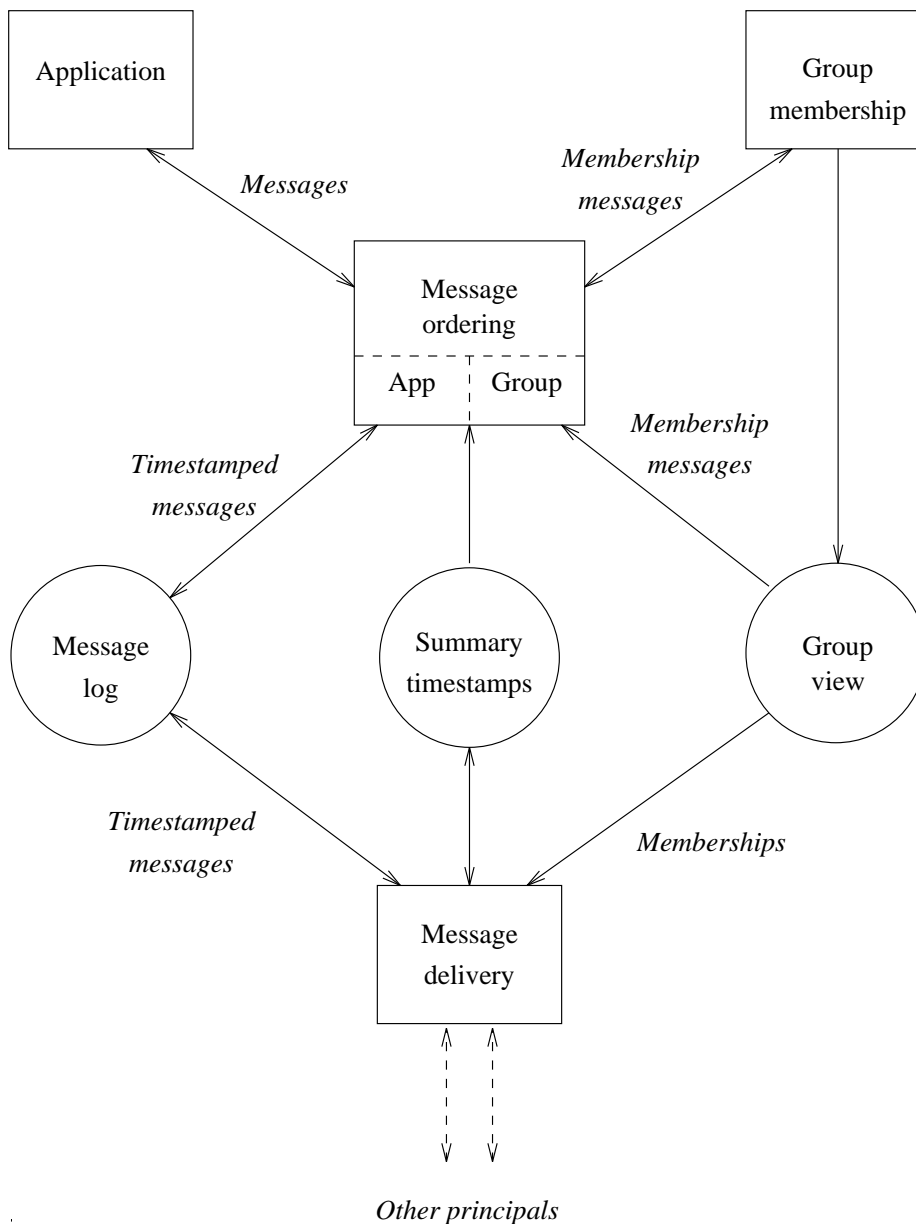 Application
Group
membership
Messages
Membership
messages
Message
ordering
App
Group
Timestamped
messages
Membership
messages
Message
log
Summary
timestamps
Group
view
Timestamped
messages
Memberships
Message
delivery
Other principals